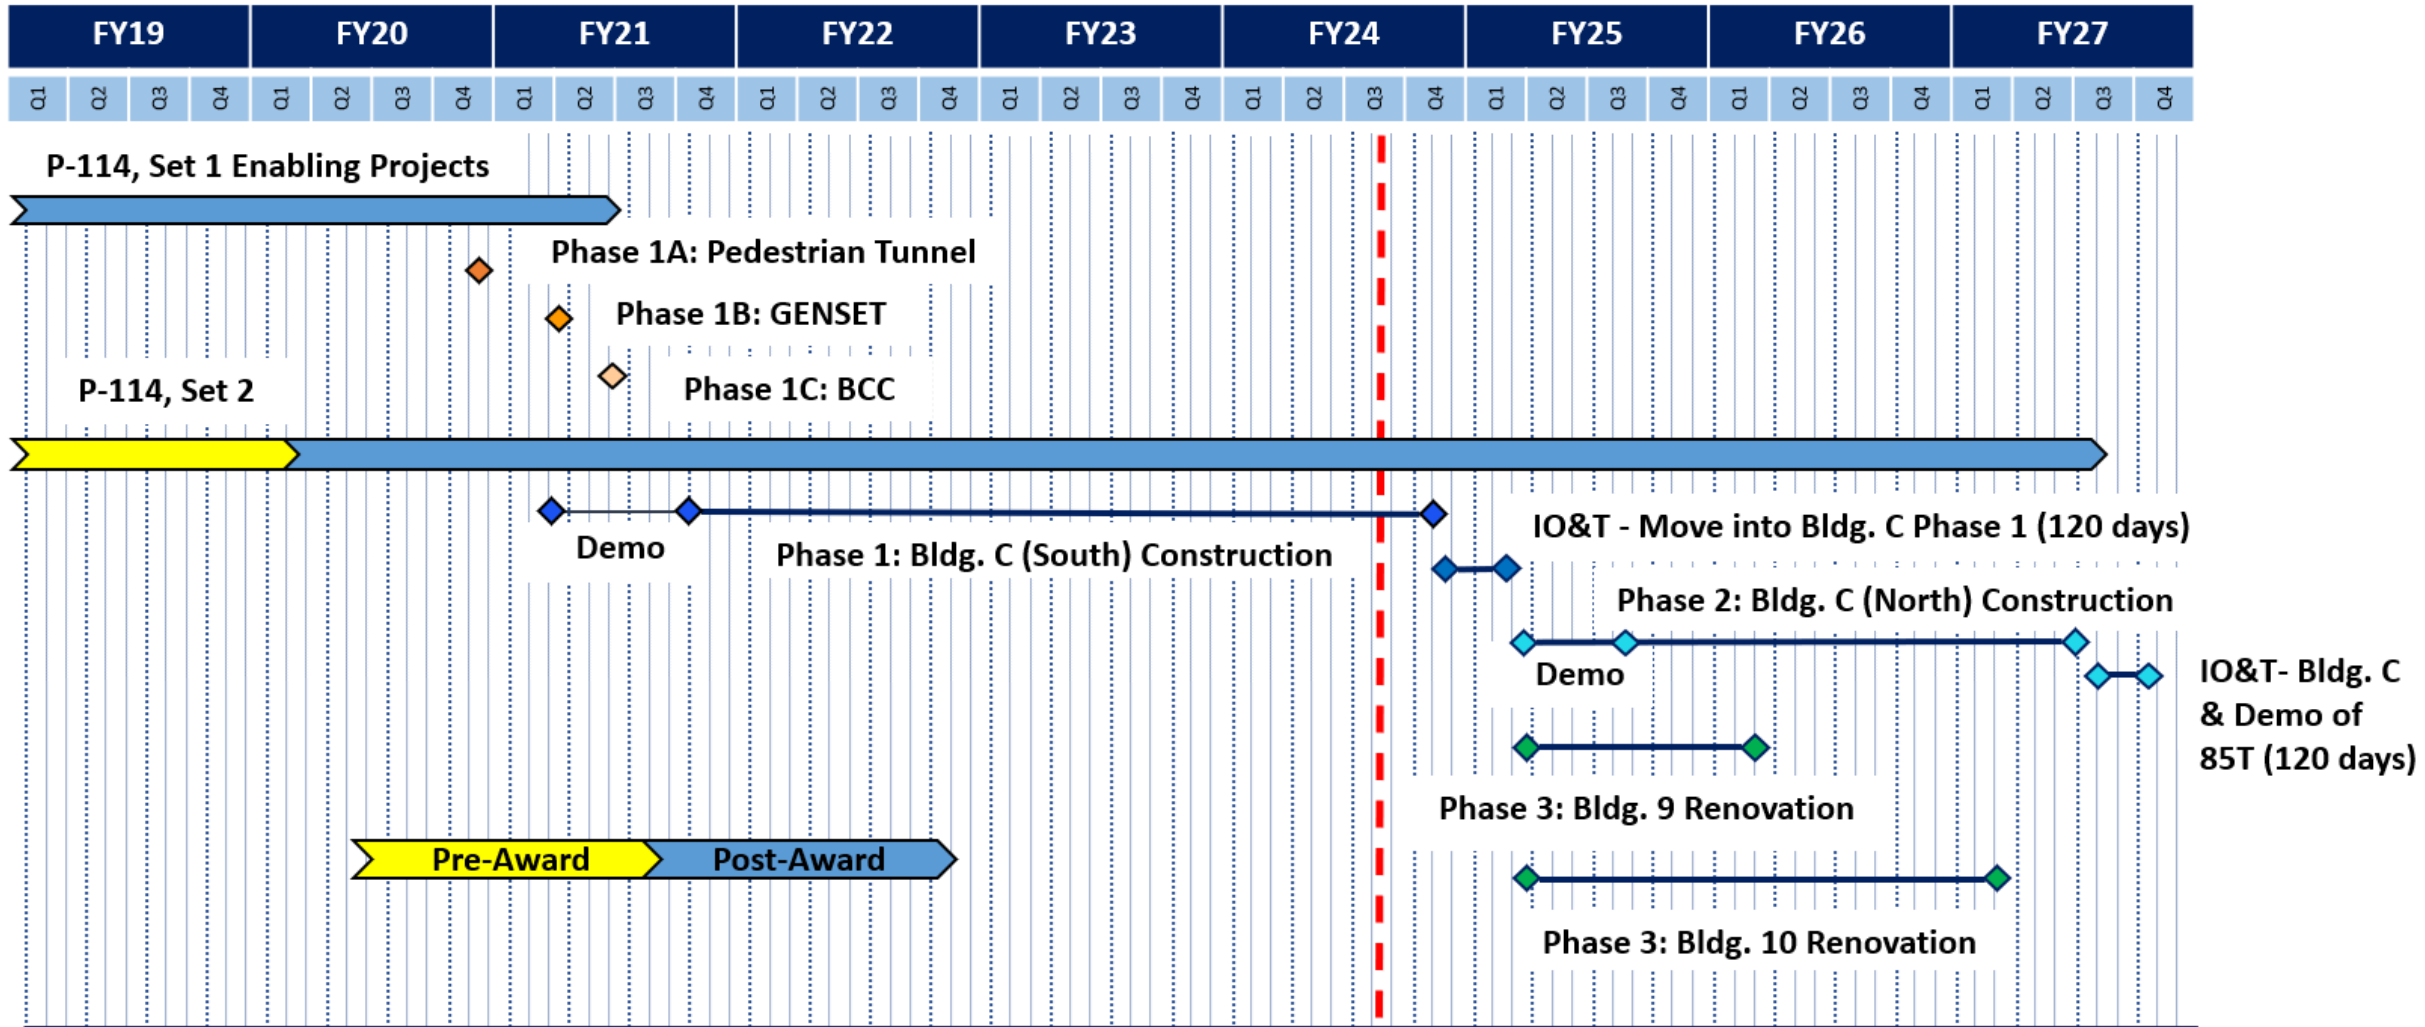 FY19 FY20 FY21 FY22 FY23 FY24 FY25 FY26 FY27
Q1 Q2 Q3 Q4 Q1 Q2 Q3 Q4 Q1 Q2 Q3 Q4 Q1 Q2 Q3 Q4 Q1 Q2 Q3 Q4 Q1 Q2 Q3 Q4 Q1 Q2 Q3 Q4 Q1 Q2 Q3 Q4 Q1 Q2 Q3 Q4
P-114, Set 1 Enabling Projects
Phase 1A: Pedestrian Tunnel
Phase 1B: GENSET
Phase 1C: BCC
P-114, Set 2
IO&T - Move into Bldg. C Phase 1 (120 days)
Demo
Phase 1: Bldg. C (South) Construction
Phase 2: Bldg. C (North) Construction
Demo
IO&T- Bldg. C
& Demo of
85T (120 days)
Phase 3: Bldg. 9 Renovation
Pre-Award
Post-Award
Phase 3: Bldg. 10 Renovation